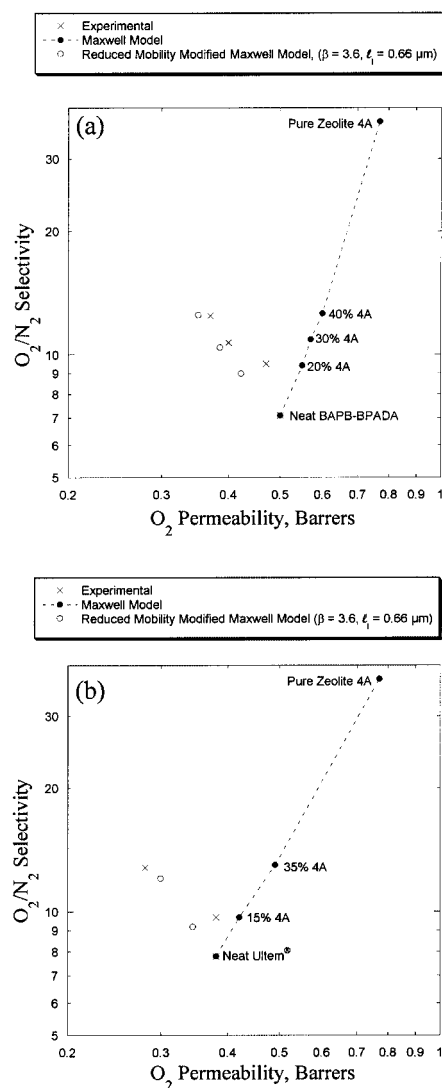 Experimental
Maxwell Model
Reduced Mobility Modified Maxwell Model, (β = 3.6, ℓᵢ = 0.66 µm)
(a)
Pure Zeolite 4A
30
20
40% 4A
30% 4A
10
9
20% 4A
8
7
Neat BAPB-BPADA
6
5
0.2 0.3 0.4 0.5 0.6 0.7 0.8 0.9 1
O₂/N₂ Selectivity
O₂ Permeability, Barrers
Experimental
Maxwell Model
Reduced Mobility Modified Maxwell Model (β = 3.6, ℓᵢ = 0.66 µm)
(b)
Pure Zeolite 4A
30
20
35% 4A
10
15% 4A
9
8
Neat Ultem®
7
6
5
0.2 0.3 0.4 0.5 0.6 0.7 0.8 0.9 1
O₂/N₂ Selectivity
O₂ Permeability, Barrers